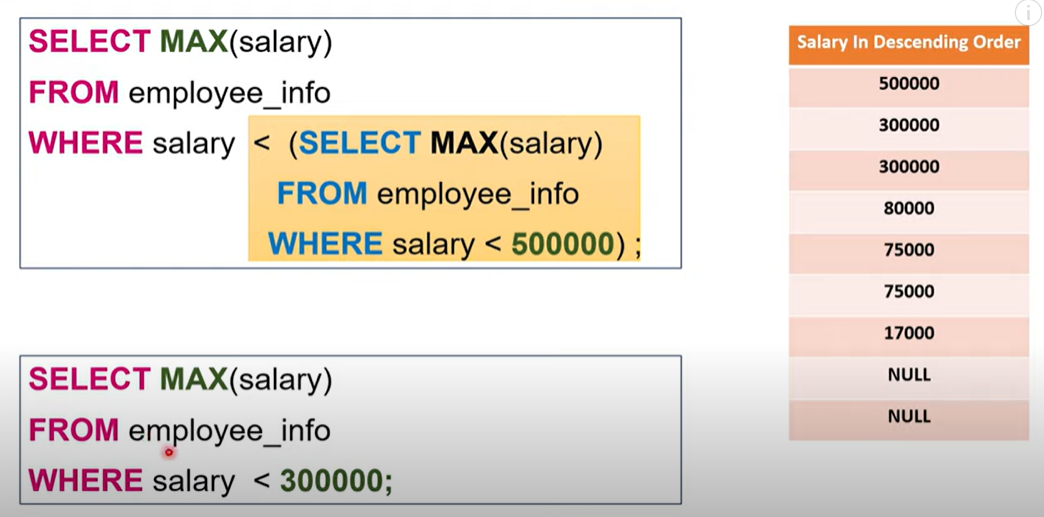 SELECT MAX(salary)
FROM employee_info
WHERE salary < (SELECT MAX(salary)
FROM employee_info
WHERE salary < 500000) ;
SELECT MAX(salary)
FROM employee_info
WHERE salary < 300000;
Salary In Descending Order
500000
300000
300000
80000
75000
75000
17000
NULL
NULL